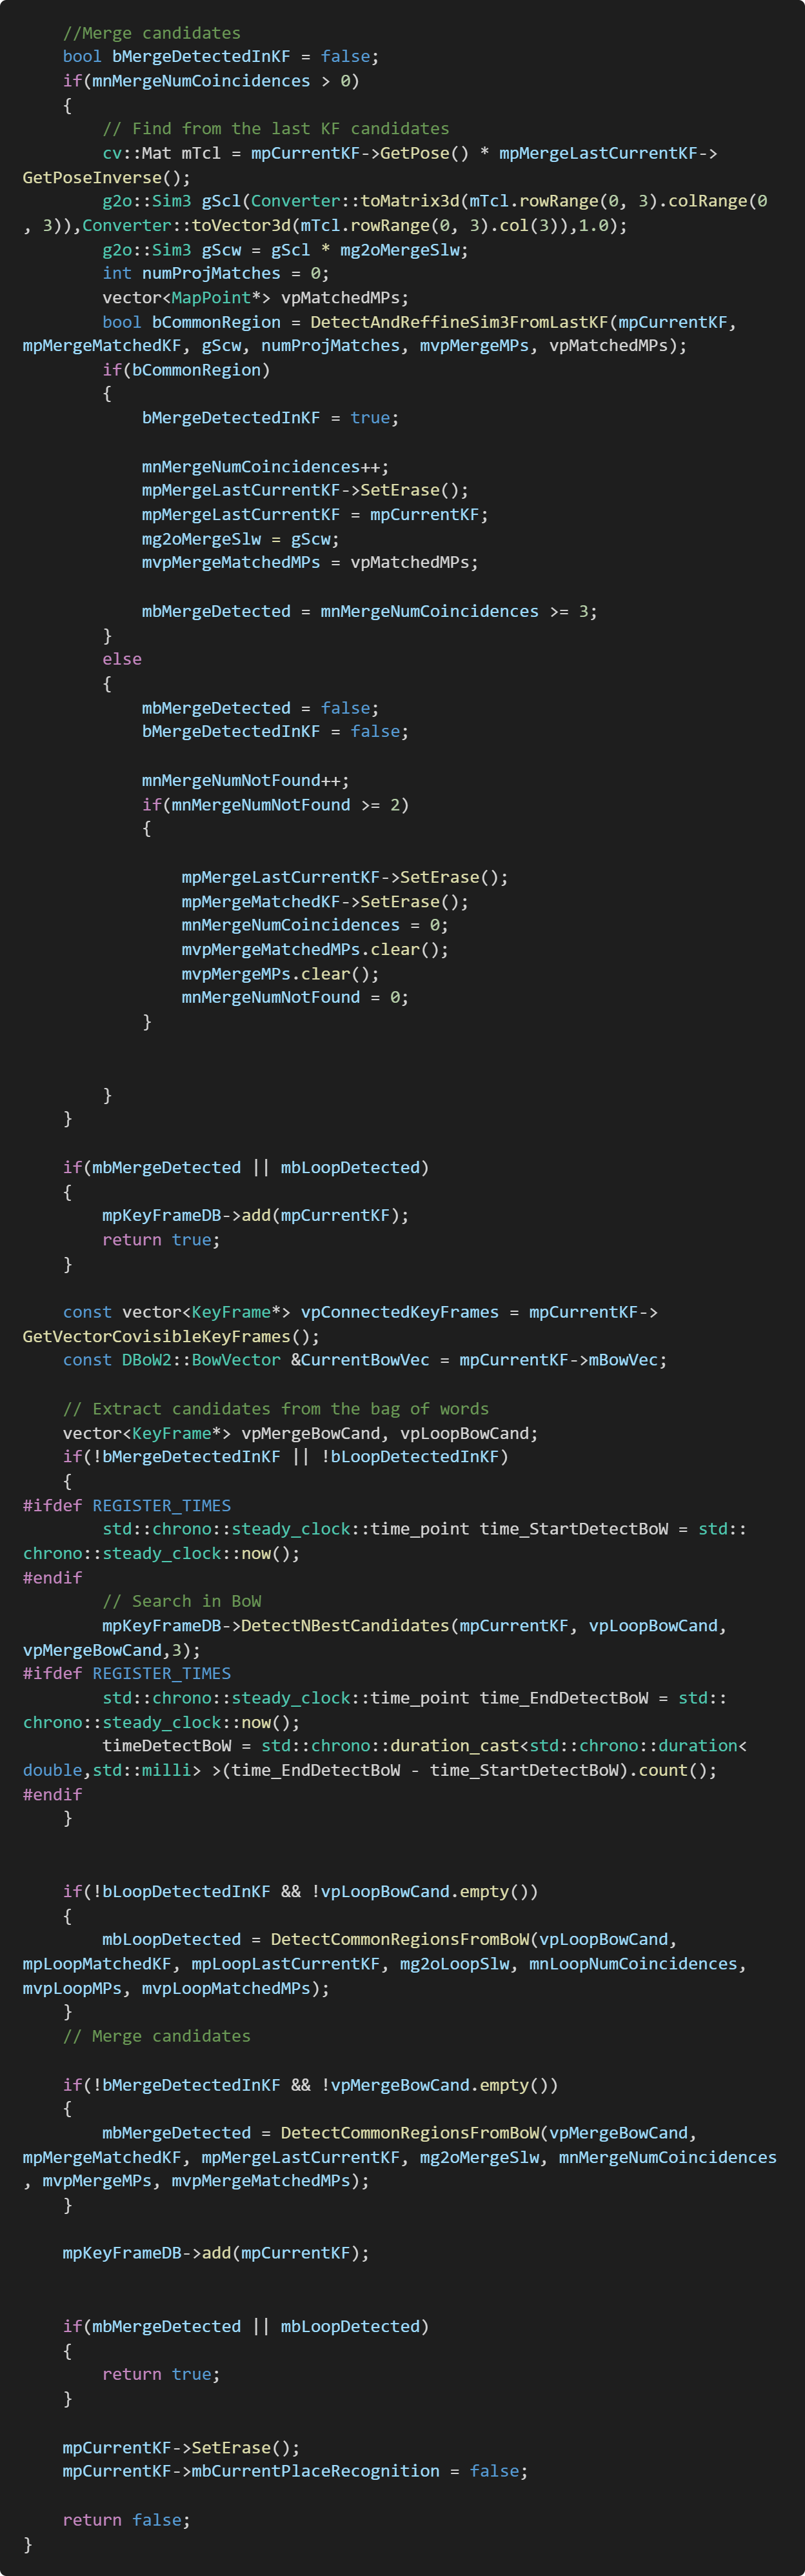 //Merge candidates
bool bMergeDetectedInKF = false;
if(mnMergeNumCoincidences > 0)
{
// Find from the last KF candidates
cv::Mat mTcl = mpCurrentKF->GetPose() * mpMergeLastCurrentKF->
GetPoseInverse();
g2o::Sim3 gScl(Converter::toMatrix3d(mTcl.rowRange(0, 3).colRange(0
, 3)),Converter::toVector3d(mTcl.rowRange(0, 3).col(3)),1.0);
g2o::Sim3 gScw = gScl * mg2oMergeSlw;
int numProjMatches = 0;
vector<MapPoint*> vpMatchedMPs;
bool bCommonRegion = DetectAndReffineSim3FromLastKF(mpCurrentKF,
mpMergeMatchedKF, gScw, numProjMatches, mvpMergeMPs, vpMatchedMPs);
if(bCommonRegion)
{
bMergeDetectedInKF = true;
mnMergeNumCoincidences++;
mpMergeLastCurrentKF->SetErase();
mpMergeLastCurrentKF = mpCurrentKF;
mg2oMergeSlw = gScw;
mvpMergeMatchedMPs = vpMatchedMPs;
mbMergeDetected = mnMergeNumCoincidences >= 3;
}
else
{
mbMergeDetected = false;
bMergeDetectedInKF = false;
mnMergeNumNotFound++;
if(mnMergeNumNotFound >= 2)
{
mpMergeLastCurrentKF->SetErase();
mpMergeMatchedKF->SetErase();
mnMergeNumCoincidences = 0;
mvpMergeMatchedMPs.clear();
mvpMergeMPs.clear();
mnMergeNumNotFound = 0;
}
}
}
if(mbMergeDetected || mbLoopDetected)
{
mpKeyFrameDB->add(mpCurrentKF);
return true;
}
const vector<KeyFrame*> vpConnectedKeyFrames = mpCurrentKF->
GetVectorCovisibleKeyFrames();
const DBoW2::BowVector &CurrentBowVec = mpCurrentKF->mBowVec;
// Extract candidates from the bag of words
vector<KeyFrame*> vpMergeBowCand, vpLoopBowCand;
if(!bMergeDetectedInKF || !bLoopDetectedInKF)
{
#ifdef REGISTER_TIMES
std::chrono::steady_clock::time_point time_StartDetectBoW = std::
chrono::steady_clock::now();
#endif
// Search in BoW
mpKeyFrameDB->DetectNBestCandidates(mpCurrentKF, vpLoopBowCand,
vpMergeBowCand,3);
#ifdef REGISTER_TIMES
std::chrono::steady_clock::time_point time_EndDetectBoW = std::
chrono::steady_clock::now();
timeDetectBoW = std::chrono::duration_cast<std::chrono::duration<
double,std::milli> >(time_EndDetectBoW - time_StartDetectBoW).count();
#endif
}
if(!bLoopDetectedInKF && !vpLoopBowCand.empty())
{
mbLoopDetected = DetectCommonRegionsFromBoW(vpLoopBowCand,
mpLoopMatchedKF, mpLoopLastCurrentKF, mg2oLoopSlw, mnLoopNumCoincidences,
mvpLoopMPs, mvpLoopMatchedMPs);
}
// Merge candidates
if(!bMergeDetectedInKF && !vpMergeBowCand.empty())
{
mbMergeDetected = DetectCommonRegionsFromBoW(vpMergeBowCand,
mpMergeMatchedKF, mpMergeLastCurrentKF, mg2oMergeSlw, mnMergeNumCoincidences
, mvpMergeMPs, mvpMergeMatchedMPs);
}
mpKeyFrameDB->add(mpCurrentKF);
if(mbMergeDetected || mbLoopDetected)
{
return true;
}
mpCurrentKF->SetErase();
mpCurrentKF->mbCurrentPlaceRecognition = false;
return false;
}